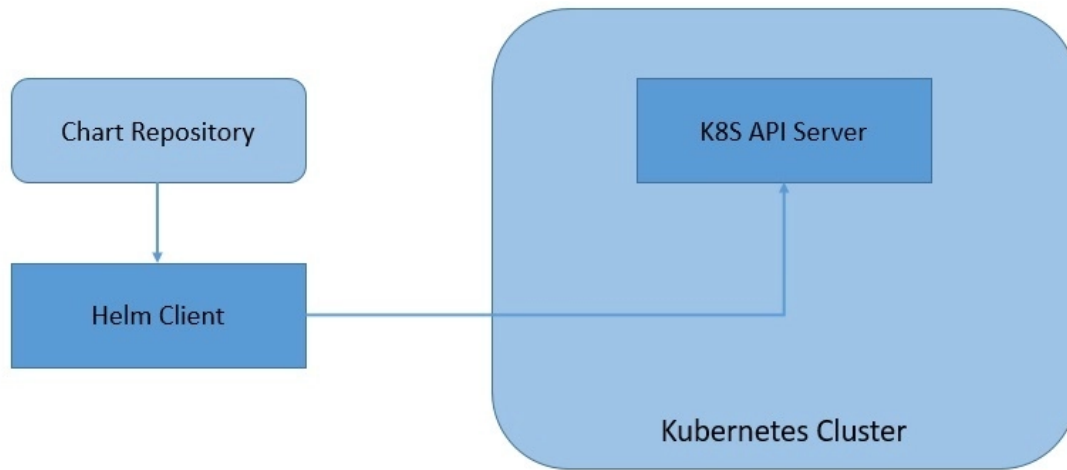 Chart Repository
K8S API Server
Helm Client
Kubernetes Cluster